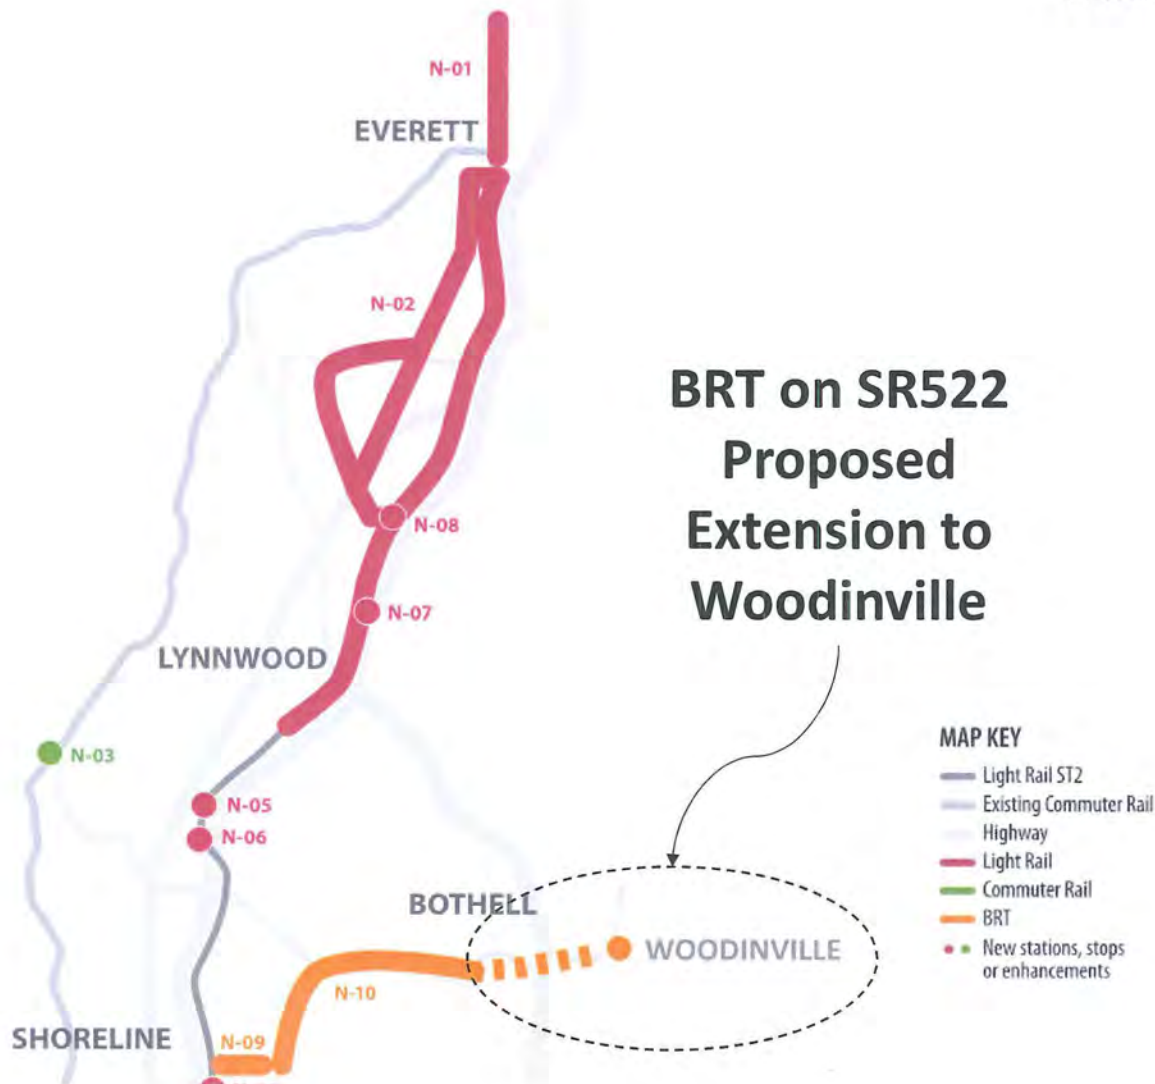 N-01
EVERETT
N-02
BRT on SR522
Proposed
Extension to
Woodinville
N-08
N-07
LYNNWOOD
N-03
N-05
N-06
MAP KEY
Light Rail ST2
Existing Commuter Rail
Highway
Light Rail
Commuter Rail
BRT
New stations, stops
or enhancements
BOTHELL
WOODINVILLE
N-10
SHORELINE
N-09